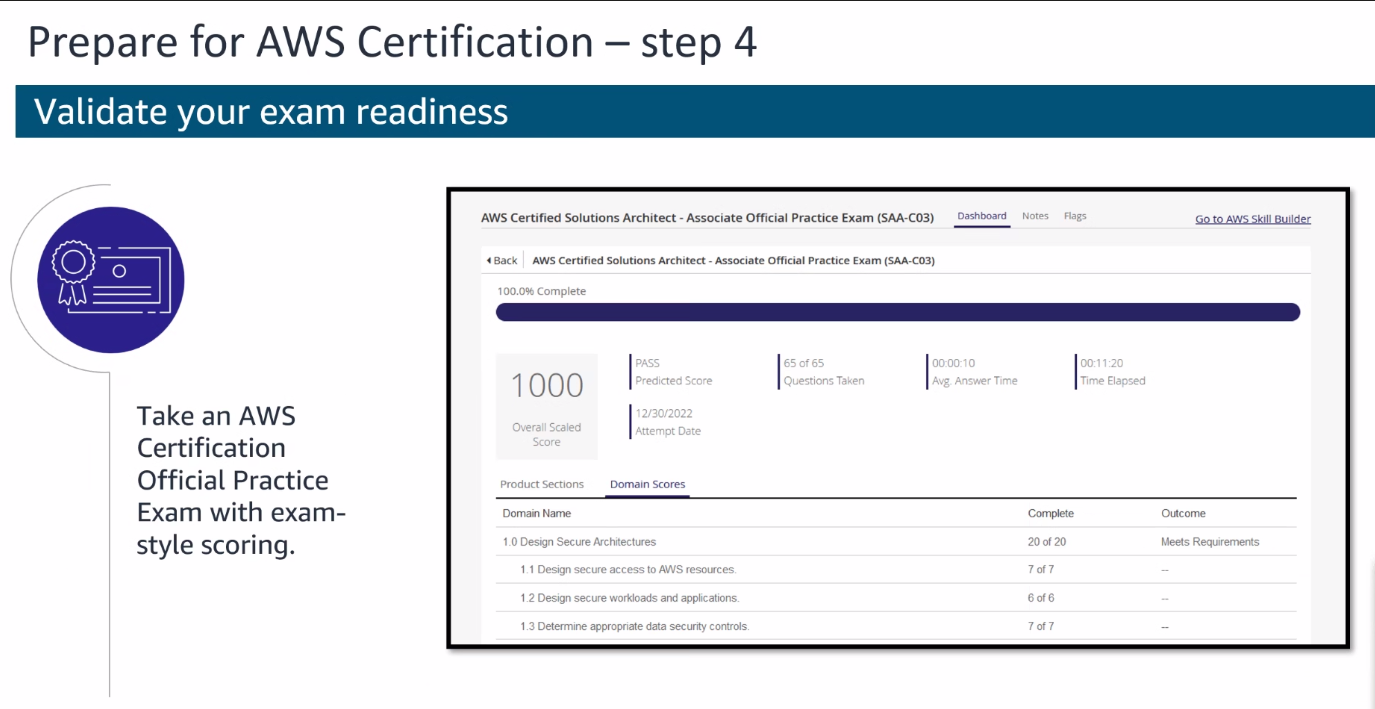 Prepare for AWS Certification – step 4
Validate your exam readiness
Take an AWS
Certification
Official Practice
Exam with exam-
style scoring.
AWS Certified Solutions Architect - Associate Official Practice Exam (SAA-C03) Dashboard Notes Flags Go to AWS Skill Builder
Back AWS Certified Solutions Architect - Associate Official Practice Exam (SAA-C03)
100.0% Complete
1000
Overall Scaled
Score
PASS
Predicted Score
65 of 65
Questions Taken
00:00:10
Avg. Answer Time
00:11:20
Time Elapsed
12/30/2022
Attempt Date
Product Sections Domain Scores
Domain Name Complete Outcome
1.0 Design Secure Architectures 20 of 20 Meets Requirements
1.1 Design secure access to AWS resources. 7 of 7 --
1.2 Design secure workloads and applications. 6 of 6 --
1.3 Determine appropriate data security controls. 7 of 7 --